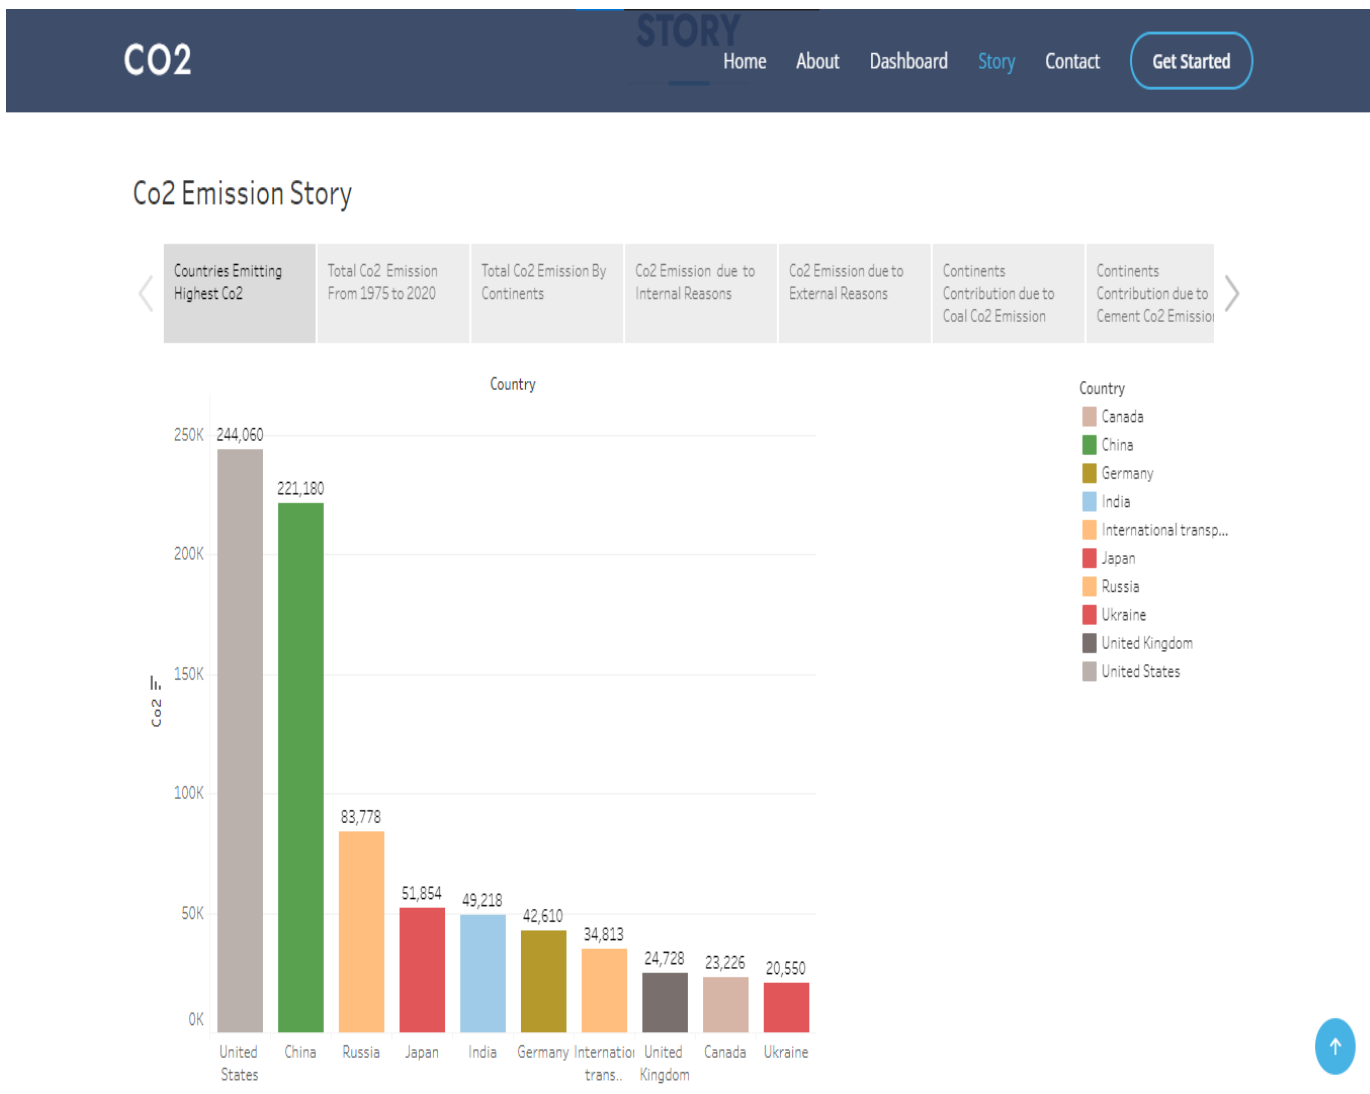 STORY
CO2
Home About Dashboard Story Contact Get Started
Co2 Emission Story
Countries Emitting
Highest Co2
Total Co2 Emission
From 1975 to 2020
Total Co2 Emission By
Continents
Co2 Emission due to
Internal Reasons
Co2 Emission due to
External Reasons
Continents
Contribution due to
Coal Co2 Emission
Continents
Contribution due to
Cement Co2 Emission
Country
250K
200K
150K
100K
50K
0K
Co2
244,060
221,180
83,778
51,854
49,218
42,610
34,813
24,728
23,226
20,550
United
States
China
Russia
Japan
India
Germany
Internatior
trans..
United
Kingdom
Canada
Ukraine
Country
Canada
China
Germany
India
International transp...
Japan
Russia
Ukraine
United Kingdom
United States